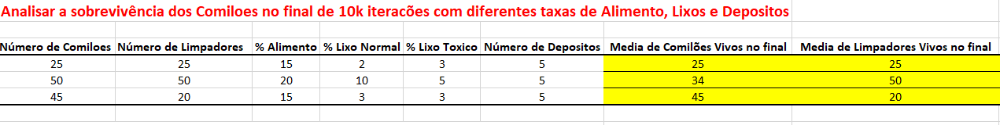 Analisar a sobrevivência dos Comiloes no final de 10k iterações com diferentes taxas de Alimento, Lixos e Depositos
Número de Comiloes Número de Limpadores % Alimento % Lixo Normal % Lixo Toxico Número de Depositos Media de Comilões Vivos no final Media de Limpadores Vivos no final
25 25 15 2 3 5 25 25
50 50 20 10 5 5 34 50
45 20 15 3 3 5 45 20